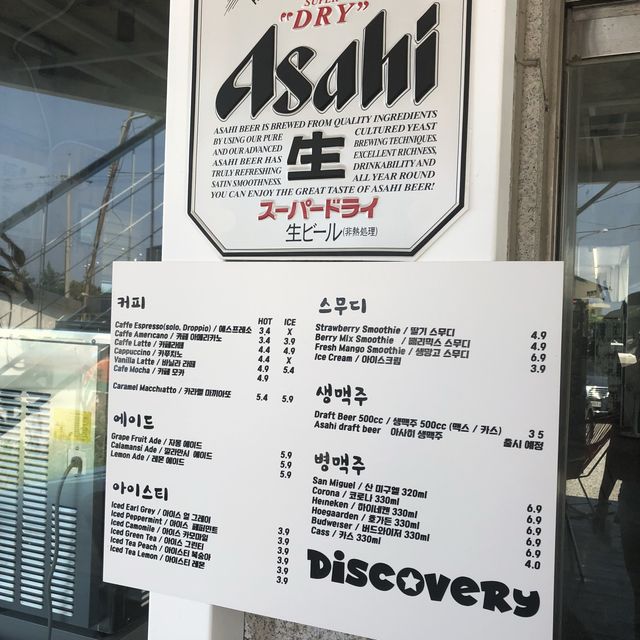 SUPER
"DRY"
Asahi
ASAHI BEER IS BREWED FROM QUALITY INGREDIENTS
BY USING OUR PURE CULTURED YEAST
AND OUR ADVANCED BREWING TECHNIQUES.
ASAHI BEER HAS EXCELLENT RICHNESS,
TRULY REFRESHING DRINKABILITY AND
SATIN SMOOTHNESS. ALL YEAR ROUND
生
YOU CAN ENJOY THE GREAT TASTE OF ASAHI BEER!
スーパードライ
生ビール(非熱処理)
커피
HOT ICE
Caffe Espresso(solo, Droppio) / 에스프레소 3,4 X
Caffe Americano / 카페 아메리카노 3.4 3.9
Caffe Latte / 카페라떼 4.4 4.9
Cappuccino / 카푸치노 4.4 X
Vanilla Latte / 바닐라 라떼 4.9 5.4
Cafe Mocha / 카페 모카 4.9
Caramel Macchiatto / 카라멜 마끼아또 5.4 5.9
에이드
Grape Fruit Ade / 자몽 에이드 5.9
Calamansi Ade / 깔라만시 에이드 5.9
Lemon Ade / 레몬 에이드 5.9
아이스티
Iced Earl Grey / 아이스 얼 그레이 3.9
Iced Peppermint / 아이스 페퍼민트 3.9
Iced Camomile / 아이스 카모마일 3.9
Iced Green Tea / 아이스 그린티 3.9
Iced Tea Peach / 아이스티 복숭아 3.9
Iced Tea Lemon / 아이스티 레몬 3.9
스무디
Strawberry Smoothie / 딸기 스무디 4.9
Berry Mix Smoothie / 베리믹스 스무디 4.9
Fresh Mango Smoothie / 생망고 스무디 6.9
Ice Cream / 아이스크림 3.9
생맥주
Draft Beer 500cc / 생맥주 500cc (맥스 / 카스) 3 5
Asahi draft beer 아사히 생맥주 출시 예정
병맥주
San Miguel / 산 미구엘 320ml 6.9
Corona / 코로나 330ml 6.9
Heineken / 하이네켄 330ml 6.9
Hoegaarden / 호가든 330ml 6.9
Budweiser / 버드와이저 330ml 6.9
Cass / 카스 330ml 4.0
Discovery